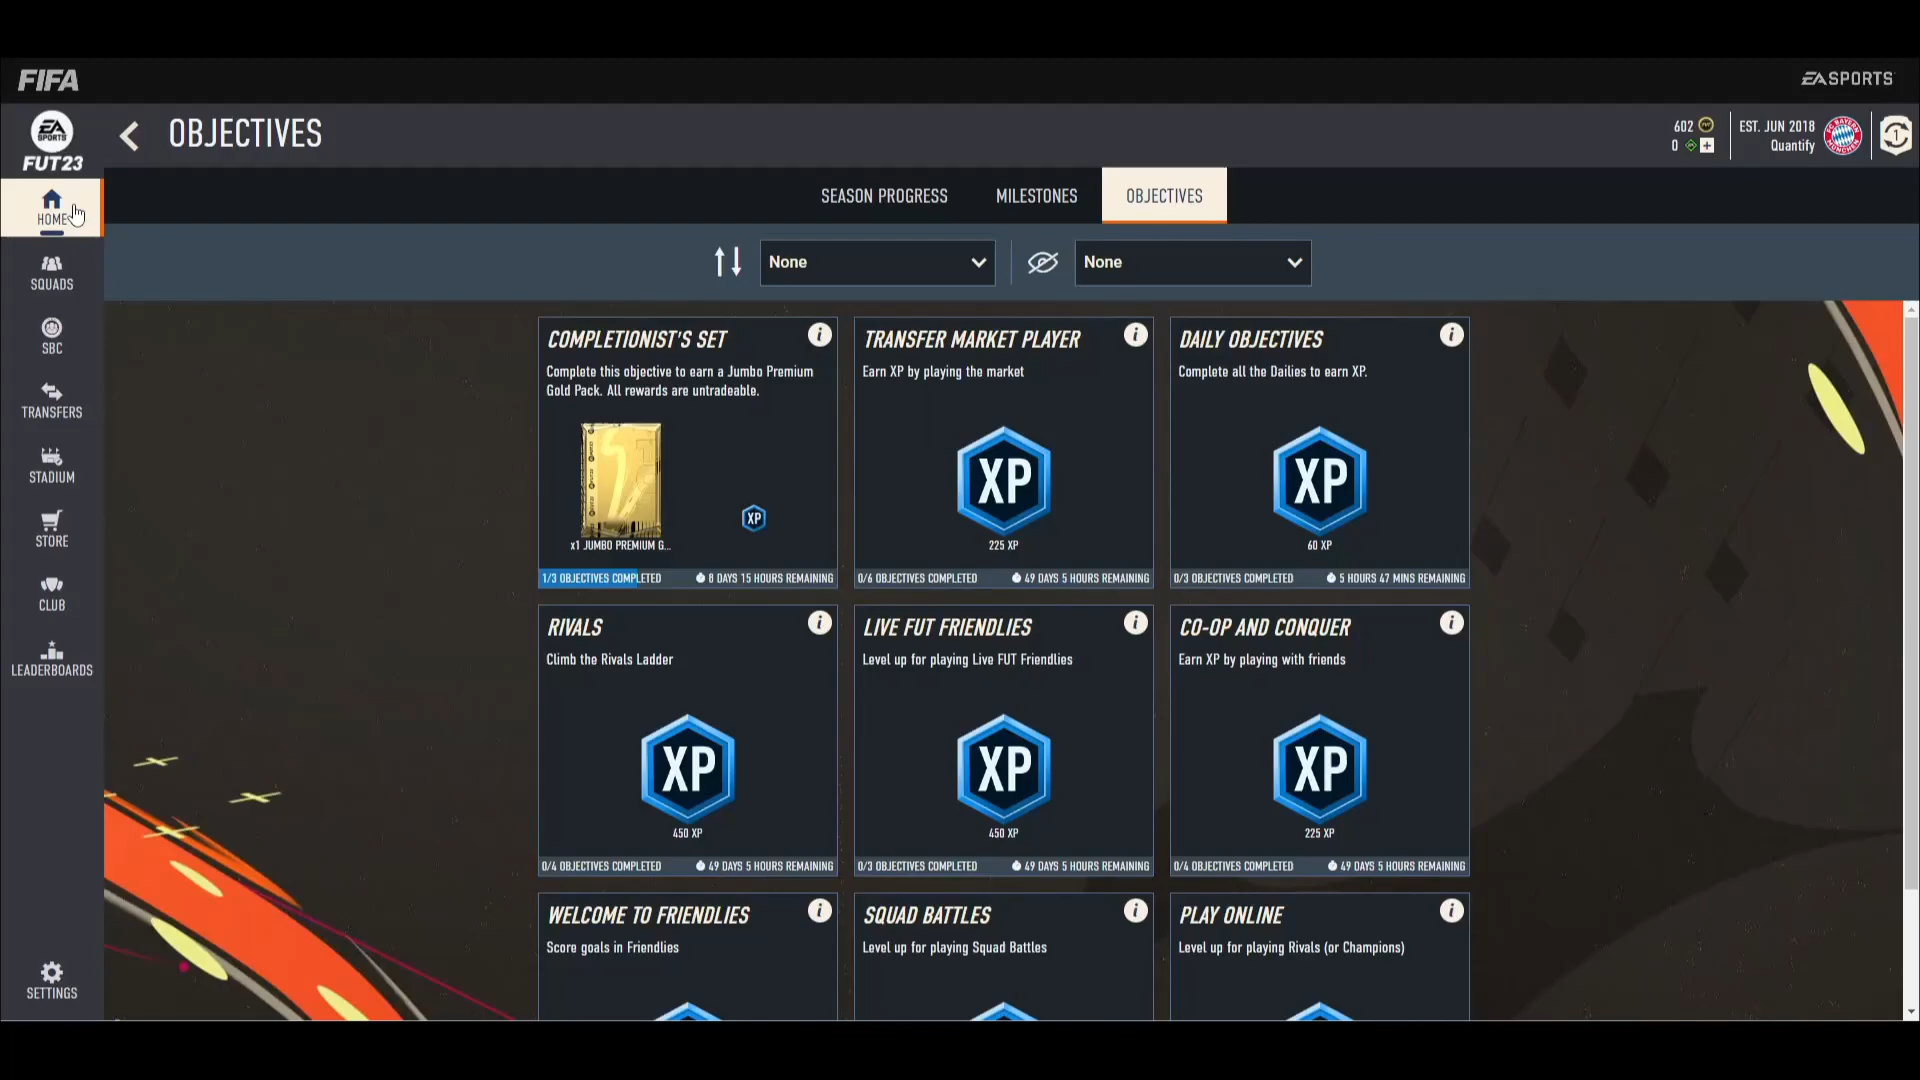 FIFA
EA SPORTS
EA SPORTS
FUT23
OBJECTIVES
602
0
EST. JUN 2018
Quantify
FC BAYERN MÜNCHEN
1
HOME
SQUADS
SBC
TRANSFERS
STADIUM
STORE
CLUB
LEADERBOARDS
SETTINGS
SEASON PROGRESS
MILESTONES
OBJECTIVES
None
None
COMPLETIONIST'S SET
Complete this objective to earn a Jumbo Premium
Gold Pack. All rewards are untradeable.
XP
x1 JUMBO PREMIUM G...
1/3 OBJECTIVES COMPLETED
8 DAYS 15 HOURS REMAINING
TRANSFER MARKET PLAYER
Earn XP by playing the market
XP
225 XP
0/6 OBJECTIVES COMPLETED
49 DAYS 5 HOURS REMAINING
DAILY OBJECTIVES
Complete all the Dailies to earn XP.
XP
60 XP
0/3 OBJECTIVES COMPLETED
5 HOURS 47 MINS REMAINING
RIVALS
Climb the Rivals Ladder
XP
450 XP
0/4 OBJECTIVES COMPLETED
49 DAYS 5 HOURS REMAINING
LIVE FUT FRIENDLIES
Level up for playing Live FUT Friendlies
XP
450 XP
0/3 OBJECTIVES COMPLETED
49 DAYS 5 HOURS REMAINING
CO-OP AND CONQUER
Earn XP by playing with friends
XP
225 XP
0/4 OBJECTIVES COMPLETED
49 DAYS 5 HOURS REMAINING
WELCOME TO FRIENDLIES
Score goals in Friendlies
SQUAD BATTLES
Level up for playing Squad Battles
PLAY ONLINE
Level up for playing Rivals (or Champions)